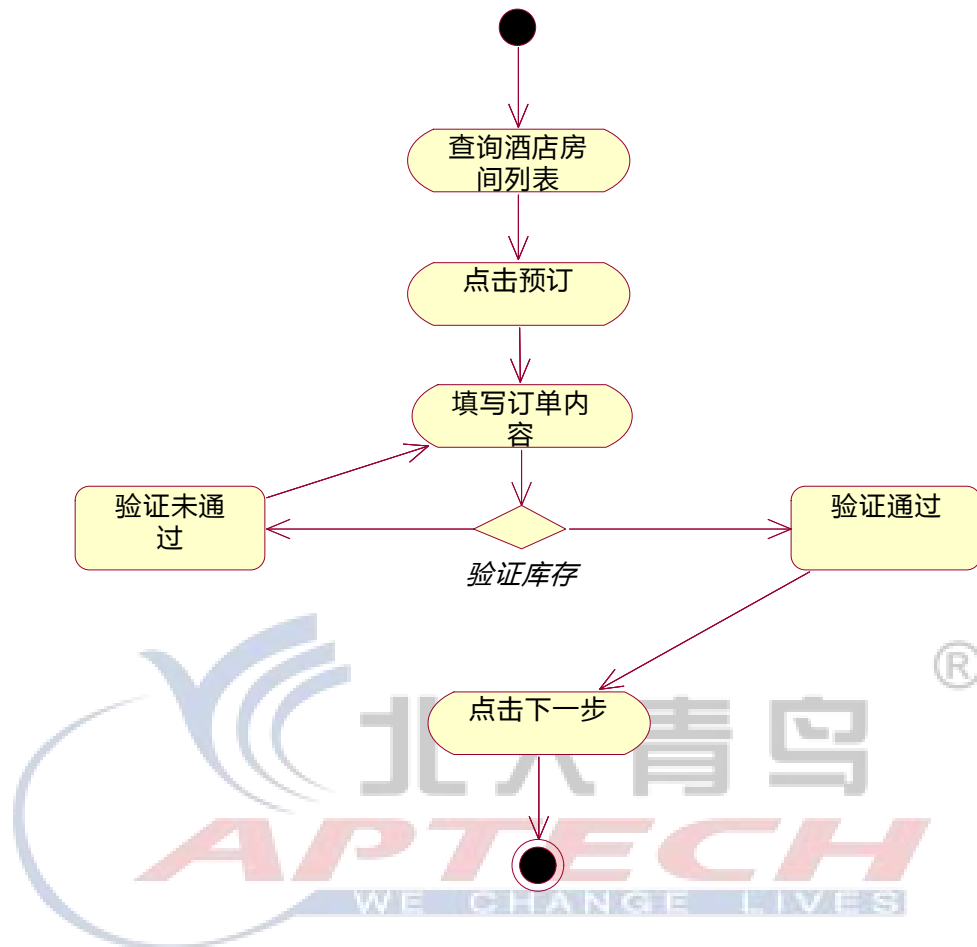 查询酒店房
间列表
点击预订
填写订单内
容
验证未通
过
验证通过
验证库存
点击下一步
®
北大青鸟
APTECH
WE CHANGE LIVES